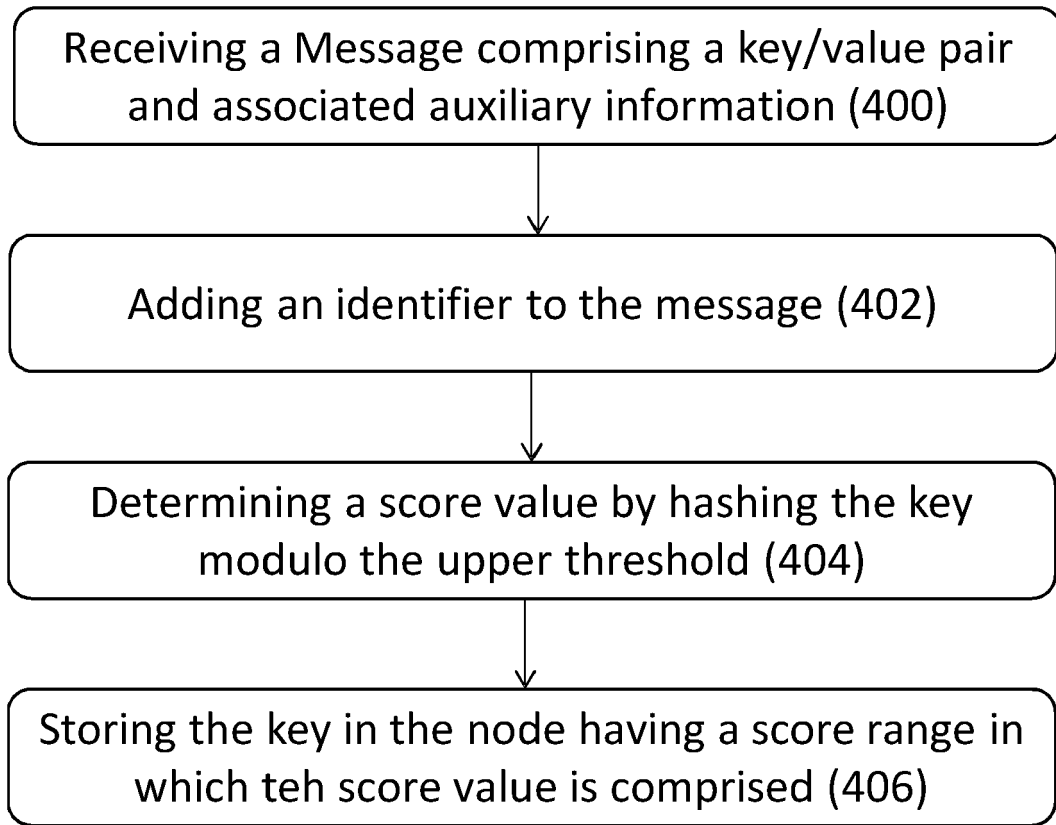 Receiving a Message comprising a key/value pair
and associated auxiliary information (400)
Adding an identifier to the message (402)
Determining a score value by hashing the key
modulo the upper threshold (404)
Storing the key in the node having a score range in
which teh score value is comprised (406)